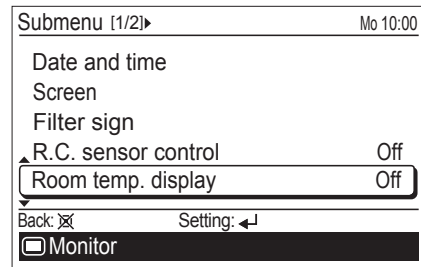 Submenu [1/2]▶ Mo 10:00
Date and time
Screen
Filter sign
R.C. sensor control Off
Room temp. display Off
Back: Setting:
Monitor